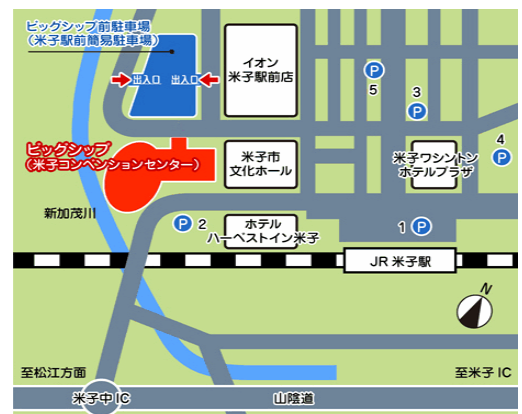 ビッグシップ前駐車場
（米子駅前簡易駐車場）
出入口
出入口
イオン
米子駅前店
P
5
3
P
4
P
ビッグシップ
（米子コンベンションセンター）
米子市
文化ホール
米子ワシントン
ホテルプラザ
新加茂川
P 2
ホテル
ハーベストイン米子
1 P
JR 米子駅
N
至松江方面
至米子 IC
米子中 IC
山陰道